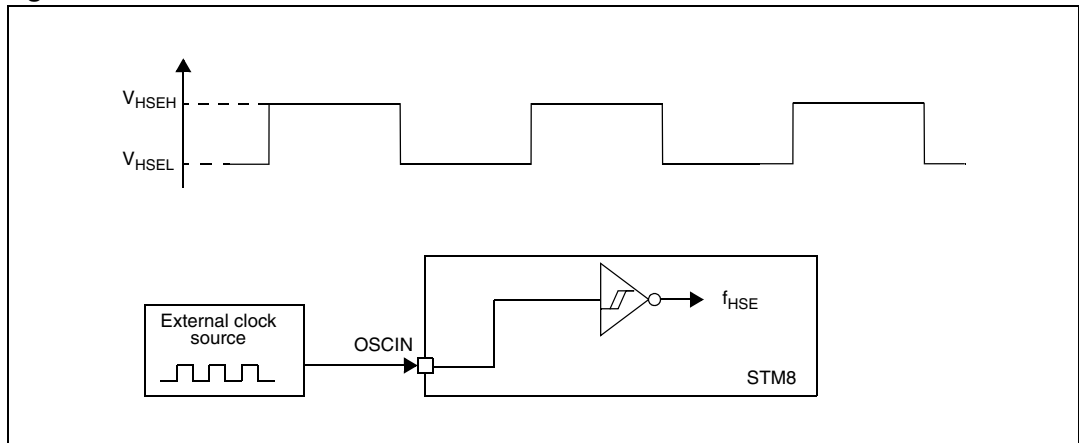 VHSEH
VHSEL
fHSE
External clock
source
OSCIN
STM8